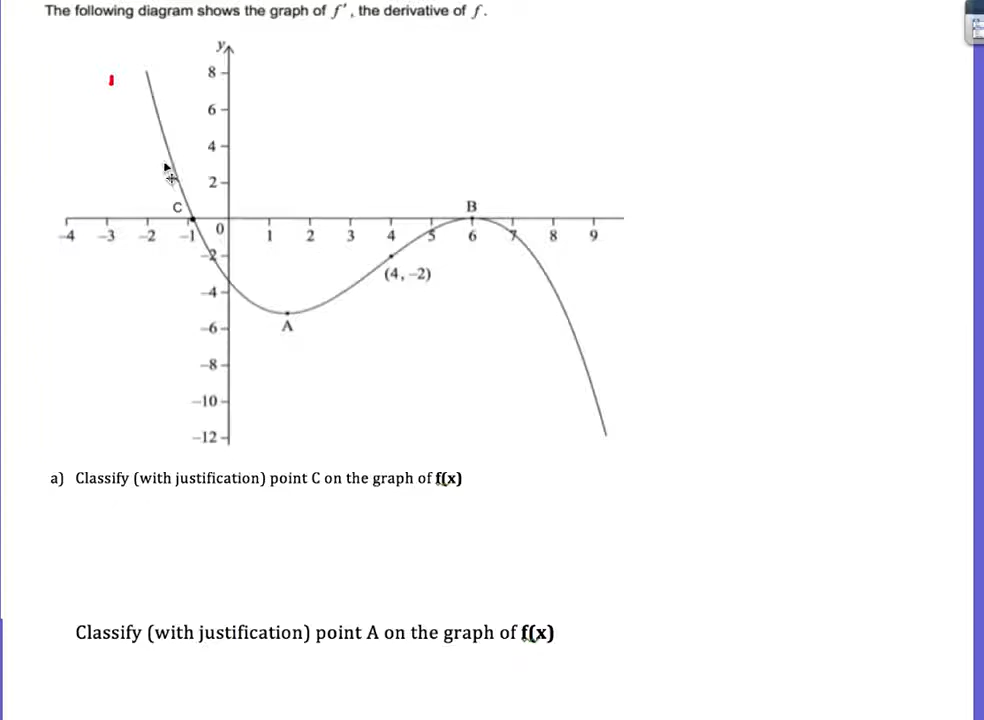 The following diagram shows the graph of f′, the derivative of f.
y
8
6
4
2
C
B
-4 -3 -2 -1 0 1 2 3 4 5 6 7 8 9
-2
(4, -2)
-4
A
-6
-8
-10
-12
a) Classify (with justification) point C on the graph of f(x)
Classify (with justification) point A on the graph of f(x)